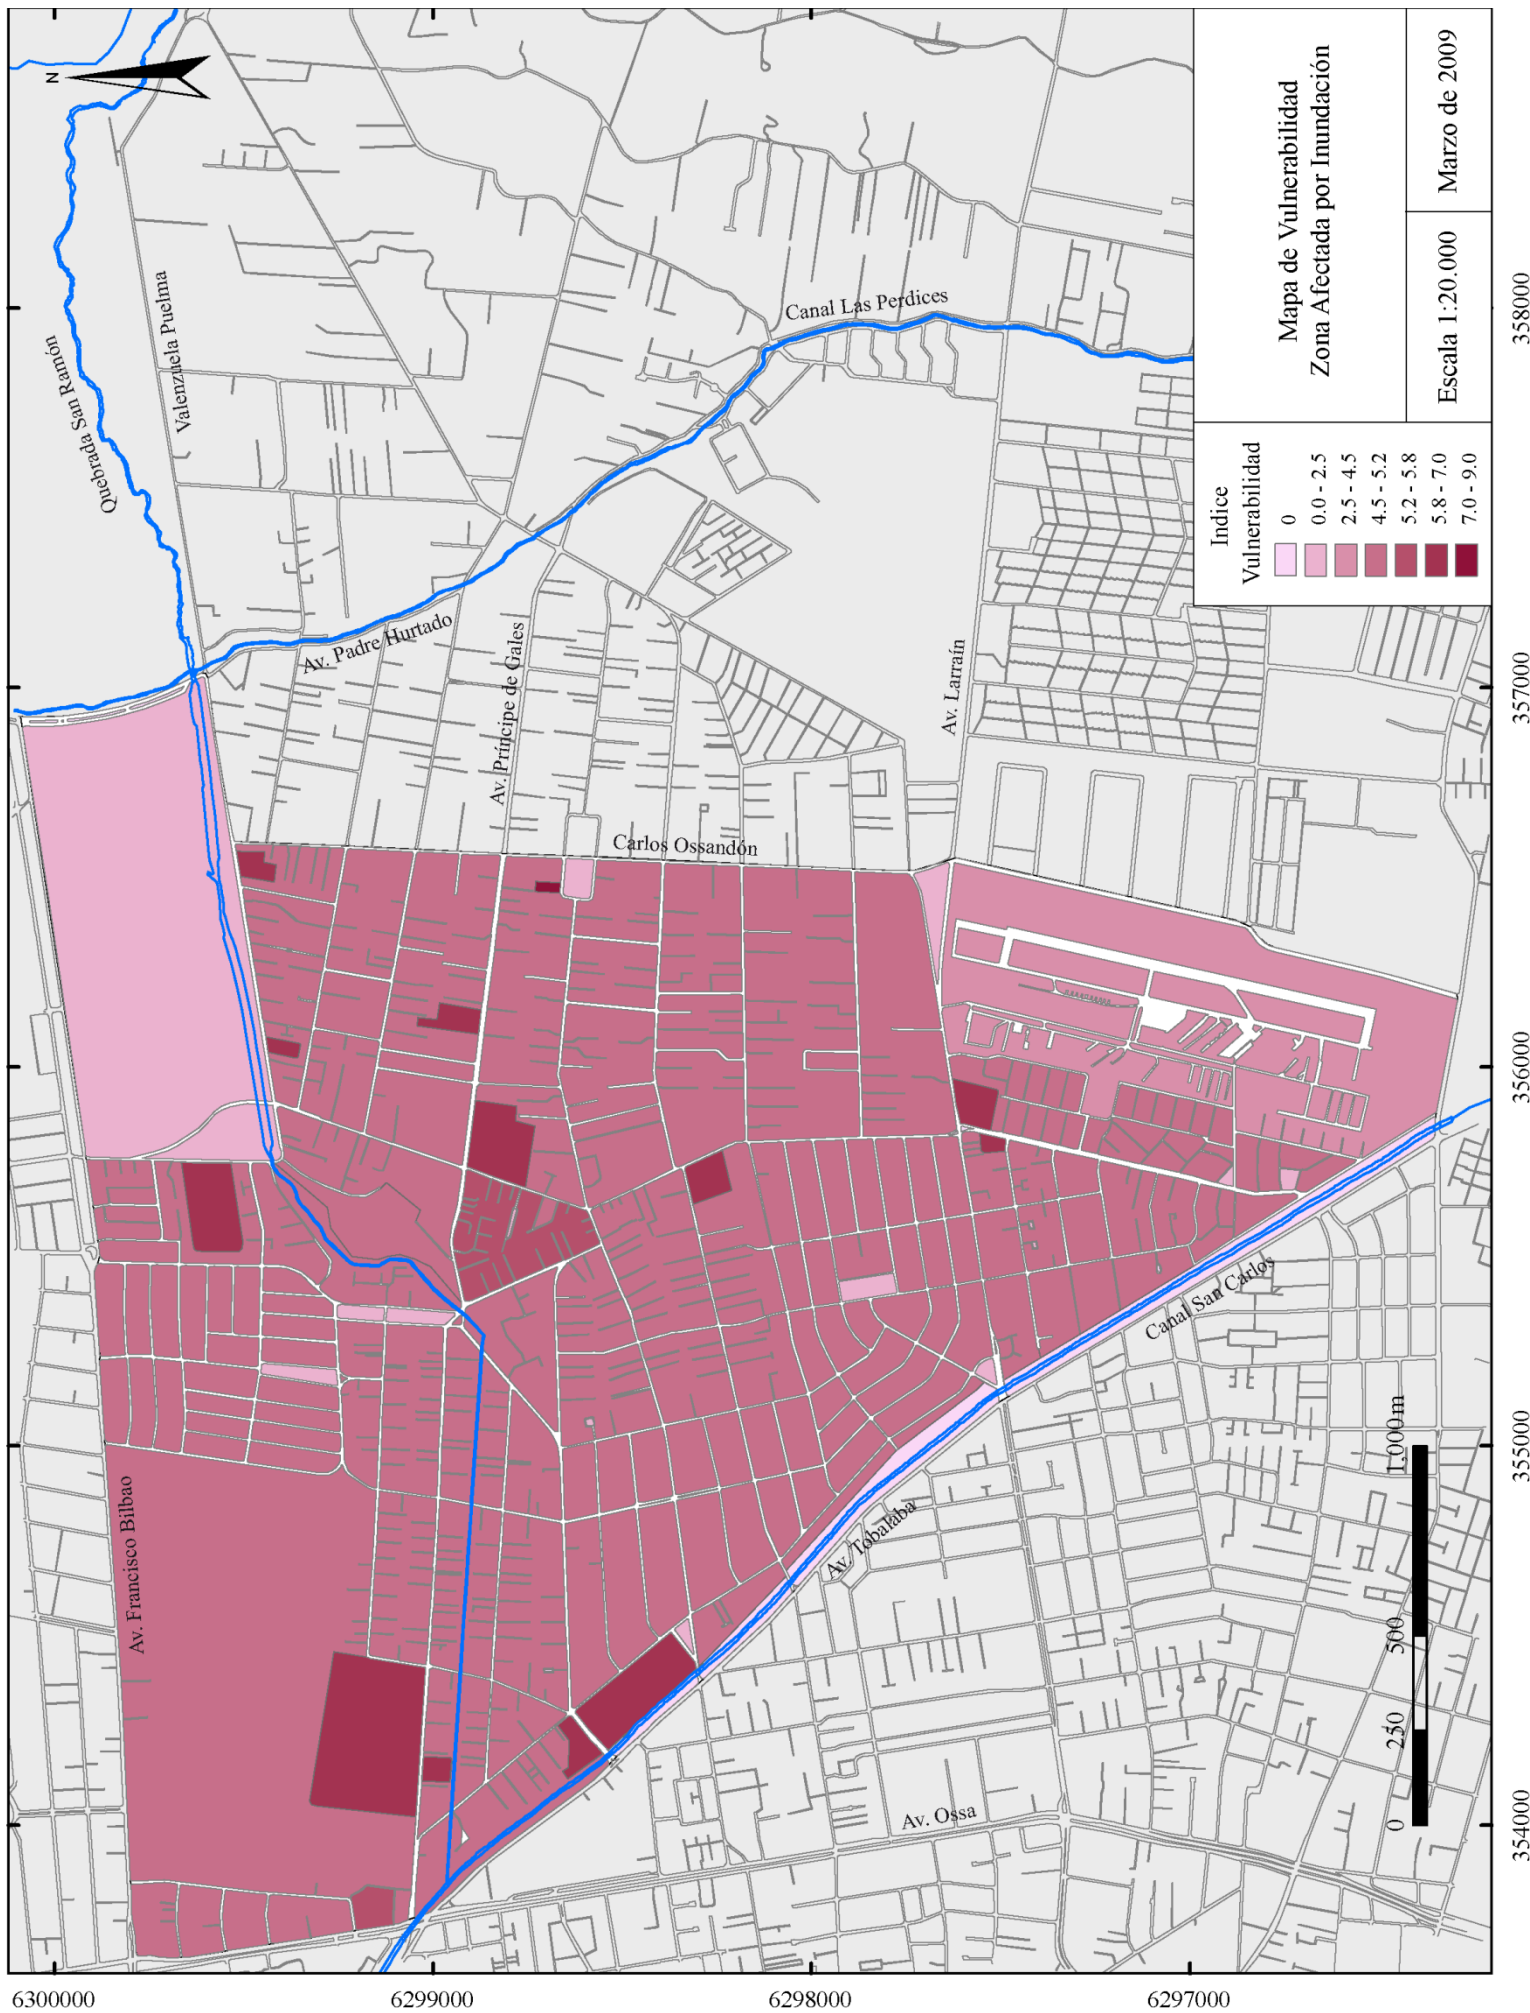 N
Quebrada San Ramón
Valenzuela Puelma
Canal Las Perdices
Av. Padre Hurtado
Av. Príncipe de Gales
Av. Larraín
Carlos Ossandón
Av. Francisco Bilbao
Canal San Carlos
Av. Tobalaba
Av. Ossa
Mapa de Vulnerabilidad
Zona Afectada por Inundación
Escala 1:20.000
Marzo de 2009
Indice
Vulnerabilidad
0
0.0 - 2.5
2.5 - 4.5
4.5 - 5.2
5.2 - 5.8
5.8 - 7.0
7.0 - 9.0
0 250 500 1,000 m
354000
355000
356000
357000
358000
6300000
6299000
6298000
6297000